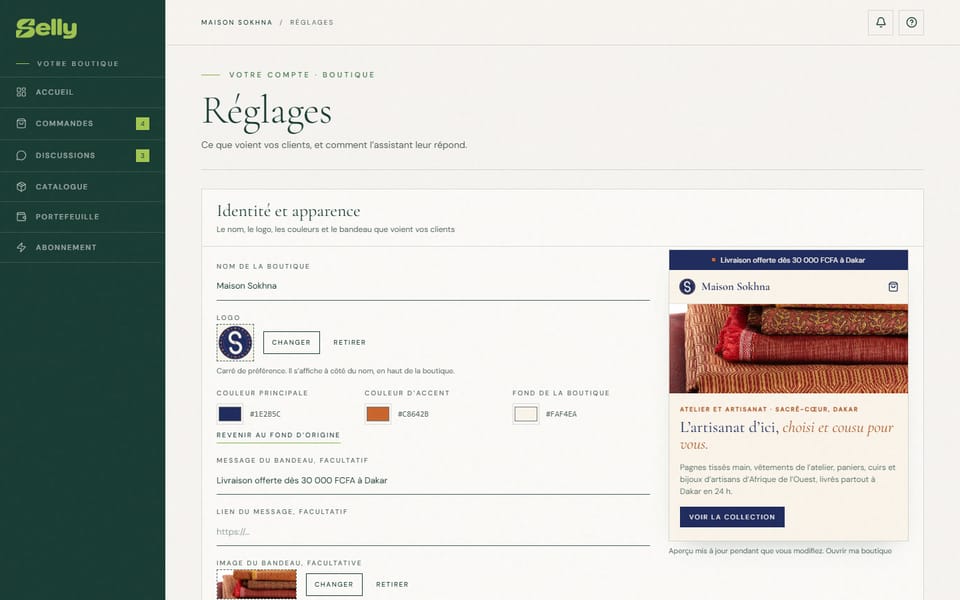 Selly
VOTRE BOUTIQUE
ACCUEIL
COMMANDES 4
DISCUSSIONS 3
CATALOGUE
PORTEFEUILLE
ABONNEMENT
MAISON SOKHNA / RÉGLAGES
VOTRE COMPTE · BOUTIQUE
Réglages
Ce que voient vos clients, et comment l'assistant leur répond.
Identité et apparence
Le nom, le logo, les couleurs et le bandeau que voient vos clients
NOM DE LA BOUTIQUE
Maison Sokhna
LOGO
S
CHANGER
RETIRER
Carré de préférence. Il s'affiche à côté du nom, en haut de la boutique.
COULEUR PRINCIPALE
#1E2B5C
COULEUR D'ACCENT
#C8642B
FOND DE LA BOUTIQUE
#FAF4EA
REVENIR AU FOND D'ORIGINE
MESSAGE DU BANDEAU, FACULTATIF
Livraison offerte dès 30 000 FCFA à Dakar
LIEN DU MESSAGE, FACULTATIF
https://…
IMAGE DU BANDEAU, FACULTATIVE
CHANGER
RETIRER
Livraison offerte dès 30 000 FCFA à Dakar
S Maison Sokhna
ATELIER ET ARTISANAT · SACRÉ-CŒUR, DAKAR
L'artisanat d'ici, choisi et cousu pour
vous.
Pagnes tissés main, vêtements de l'atelier, paniers, cuirs et
bijoux d'artisans d'Afrique de l'Ouest, livrés partout à
Dakar en 24 h.
VOIR LA COLLECTION
Aperçu mis à jour pendant que vous modifiez. Ouvrir ma boutique